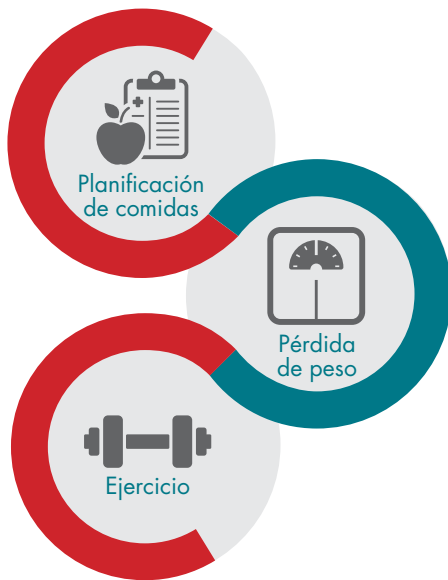 Planificación
de comidas
Pérdida
de peso
Ejercicio